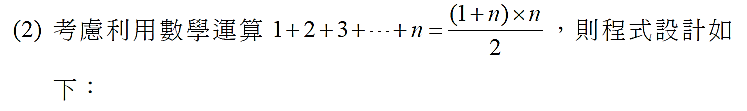 (2) 考慮利用數學運算 1+2+3+⋯+n=\frac{(1+n)×n}{2}，則程式設計如
下：